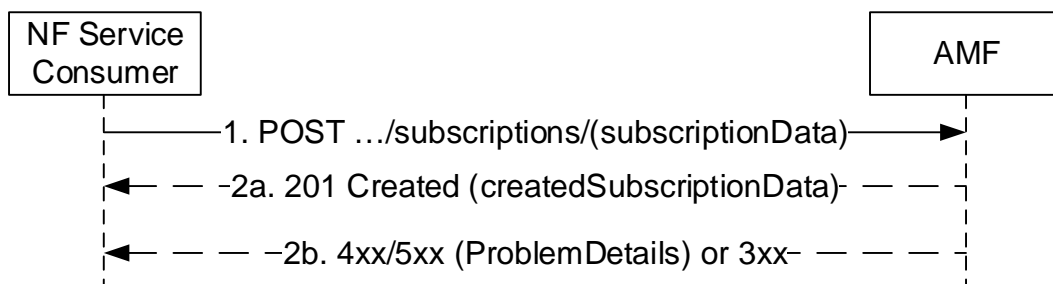 NF Service
Consumer
AMF
1. POST …/subscriptions/(subscriptionData)
2a. 201 Created (createdSubscriptionData)
2b. 4xx/5xx (ProblemDetails) or 3xx